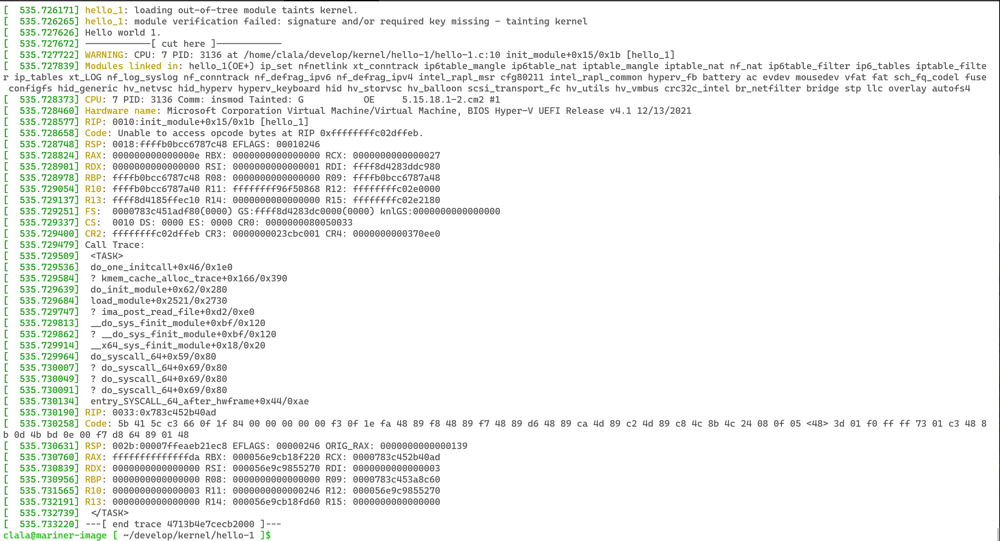 [  535.726171] hello_1: loading out-of-tree module taints kernel.
[  535.726265] hello_1: module verification failed: signature and/or required key missing - tainting kernel
[  535.727626] Hello world 1.
[  535.727672] ------------[ cut here ]------------
[  535.727722] WARNING: CPU: 7 PID: 3136 at /home/clala/develop/kernel/hello-1/hello-1.c:10 init_module+0x15/0x1b [hello_1]
[  535.727839] Modules linked in: hello_1(OE+) ip_set nfnetlink xt_conntrack ip6table_mangle ip6table_nat iptable_mangle iptable_nat nf_nat ip6table_filter ip6_tables iptable_filte
r ip_tables xt_LOG nf_log_syslog nf_conntrack nf_defrag_ipv6 nf_defrag_ipv4 intel_rapl_msr cfg80211 intel_rapl_common hyperv_fb battery ac evdev mousedev vfat fat sch_fq_codel fuse
 configfs hid_generic hv_netvsc hid_hyperv hyperv_keyboard hid hv_storvsc hv_balloon scsi_transport_fc hv_utils hv_vmbus crc32c_intel br_netfilter bridge stp llc overlay autofs4
[  535.728373] CPU: 7 PID: 3136 Comm: insmod Tainted: G           OE     5.15.18.1-2.cm2 #1
[  535.728460] Hardware name: Microsoft Corporation Virtual Machine/Virtual Machine, BIOS Hyper-V UEFI Release v4.1 12/13/2021
[  535.728577] RIP: 0010:init_module+0x15/0x1b [hello_1]
[  535.728658] Code: Unable to access opcode bytes at RIP 0xffffffffc02dffeb.
[  535.728748] RSP: 0018:ffffb0bcc6787c48 EFLAGS: 00010246
[  535.728824] RAX: 000000000000000e RBX: 0000000000000000 RCX: 0000000000000027
[  535.728901] RDX: 0000000000000000 RSI: 0000000000000001 RDI: ffff8d4283ddc980
[  535.728978] RBP: ffffb0bcc6787c48 R08: 0000000000000000 R09: ffffb0bcc6787a48
[  535.729054] R10: ffffb0bcc6787a40 R11: ffffffff96f50868 R12: ffffffffc02e0000
[  535.729137] R13: ffff8d4185ffec10 R14: 0000000000000000 R15: ffffffffc02e2180
[  535.729251] FS:  0000783c451adf80(0000) GS:ffff8d4283dc0000(0000) knlGS:0000000000000000
[  535.729337] CS:  0010 DS: 0000 ES: 0000 CR0: 0000000080050033
[  535.729400] CR2: ffffffffc02dffeb CR3: 0000000023cbc001 CR4: 0000000000370ee0
[  535.729479] Call Trace:
[  535.729509]  <TASK>
[  535.729536]  do_one_initcall+0x46/0x1e0
[  535.729584]  ? kmem_cache_alloc_trace+0x166/0x390
[  535.729639]  do_init_module+0x62/0x280
[  535.729684]  load_module+0x2521/0x2730
[  535.729747]  ? ima_post_read_file+0xd2/0xe0
[  535.729813]  __do_sys_finit_module+0xbf/0x120
[  535.729862]  ? __do_sys_finit_module+0xbf/0x120
[  535.729914]  __x64_sys_finit_module+0x18/0x20
[  535.729964]  do_syscall_64+0x59/0x80
[  535.730007]  ? do_syscall_64+0x69/0x80
[  535.730049]  ? do_syscall_64+0x69/0x80
[  535.730091]  ? do_syscall_64+0x69/0x80
[  535.730134]  entry_SYSCALL_64_after_hwframe+0x44/0xae
[  535.730190] RIP: 0033:0x783c452b40ad
[  535.730258] Code: 5b 41 5c c3 66 0f 1f 84 00 00 00 00 00 f3 0f 1e fa 48 89 f8 48 89 f7 48 89 d6 48 89 ca 4d 89 c2 4d 89 c8 4c 8b 4c 24 08 0f 05 <48> 3d 01 f0 ff ff 73 01 c3 48 8
b 0d 4b bd 0e 00 f7 d8 64 89 01 48
[  535.730631] RSP: 002b:00007ffeaeb21ec8 EFLAGS: 00000246 ORIG_RAX: 0000000000000139
[  535.730760] RAX: ffffffffffffffda RBX: 000056e9cb18f220 RCX: 0000783c452b40ad
[  535.730839] RDX: 0000000000000000 RSI: 000056e9c9855270 RDI: 0000000000000003
[  535.730956] RBP: 0000000000000000 R08: 0000000000000000 R09: 0000783c453a8c60
[  535.731565] R10: 0000000000000003 R11: 0000000000000246 R12: 000056e9c9855270
[  535.732191] R13: 0000000000000000 R14: 000056e9cb18fd60 R15: 0000000000000000
[  535.732739]  </TASK>
[  535.733220] ---[ end trace 4713b4e7cecb2000 ]---
clala@mariner-image [ ~/develop/kernel/hello-1 ]$